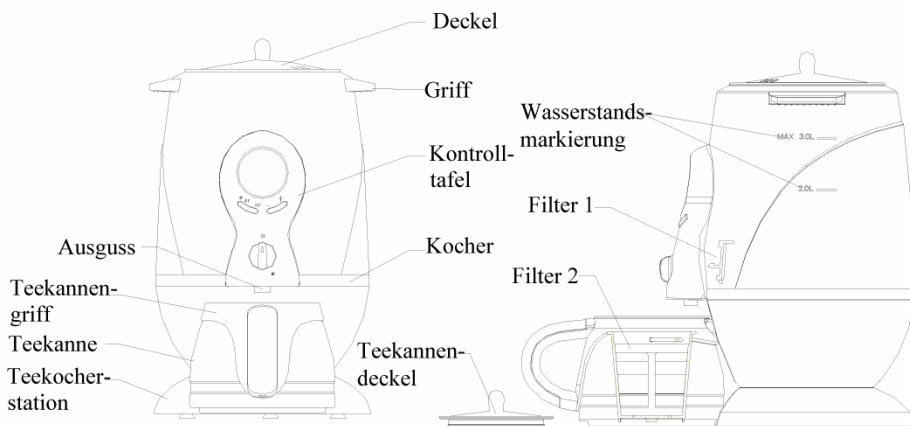 Deckel
Griff
Kontroll-
tafel
Ausguss
Kocher
Teekannen-
griff
Teekanne
Teekocher-
station
Teekannen-
deckel
Wasserstands-
markierung
MAX 3.0L
2.0L
Filter 1
Filter 2